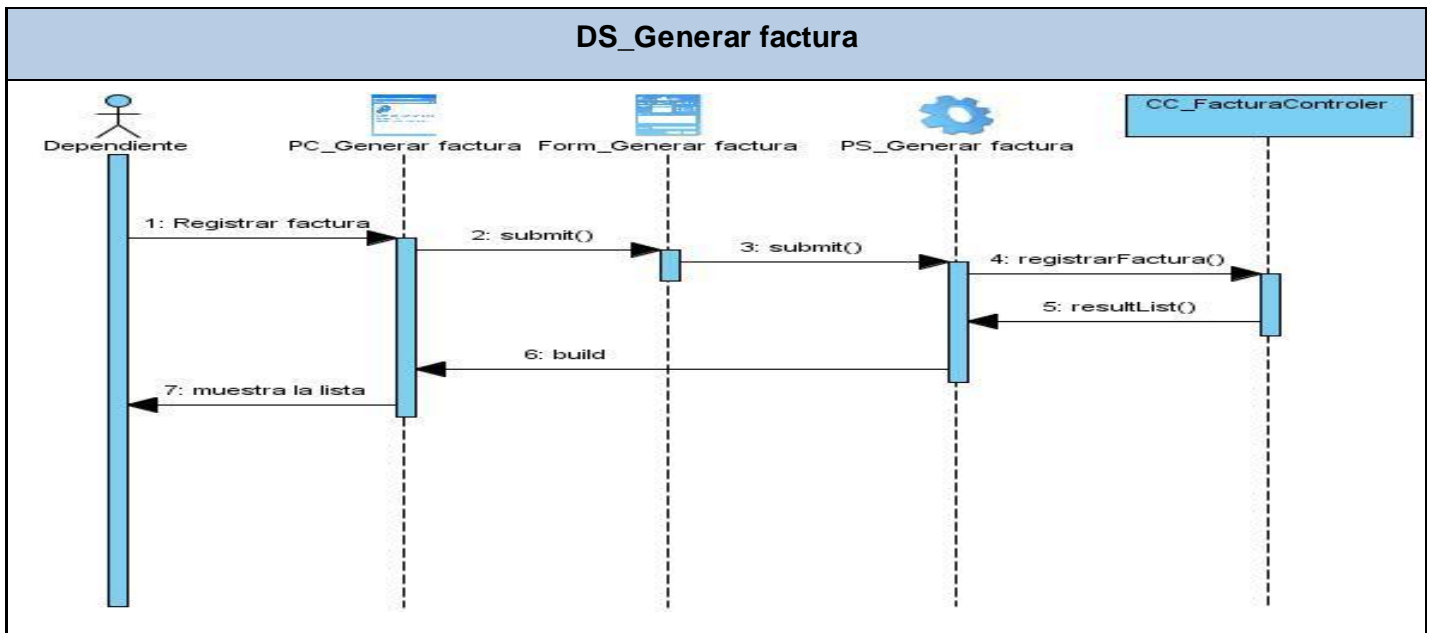 DS_Generar factura
Dependiente
PC_Generar factura
Form_Generar factura
PS_Generar factura
CC_FacturaControler
1: Registrar factura
2: submit()
3: submit()
4: registrarFactura()
5: resultList()
6: build
7: muestra la lista